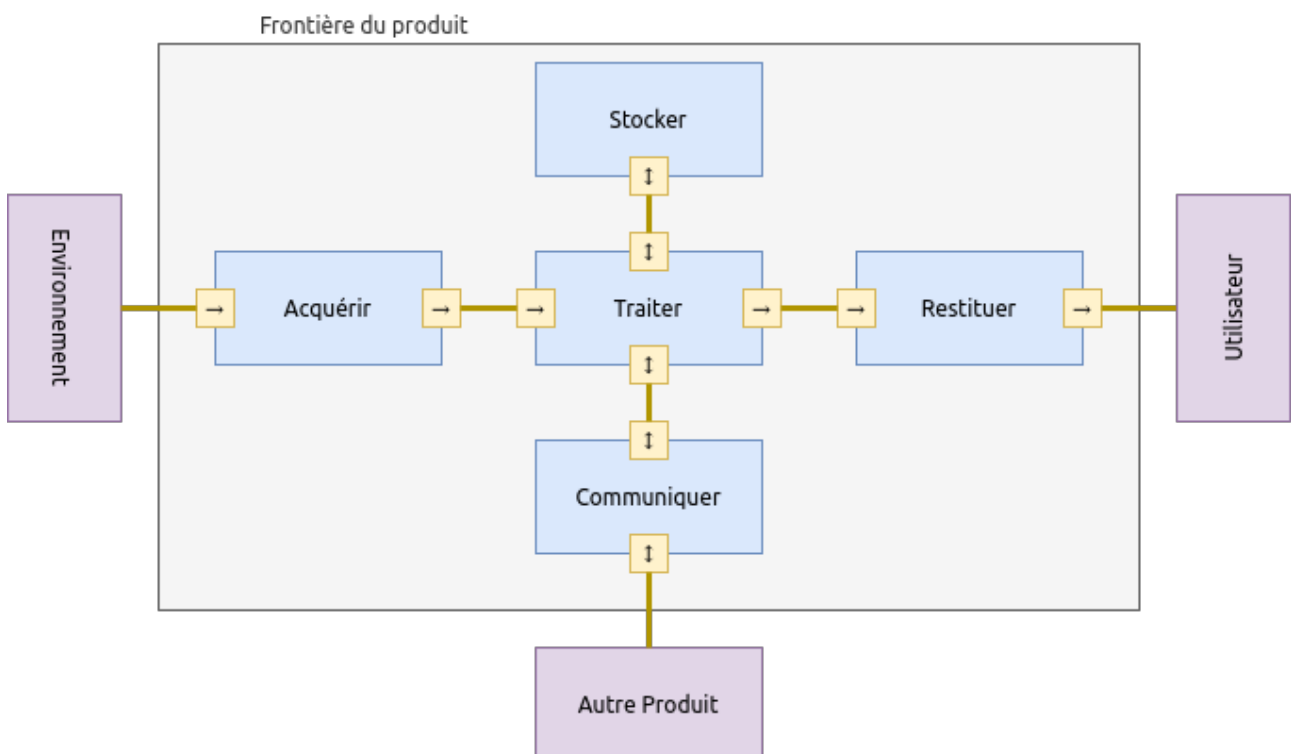 Frontière du produit
Stocker
↕
↕
Environnement
→
Acquérir
→
→
Traiter
→
→
Restituer
→
Utilisateur
↕
↕
Communiquer
↕
Autre Produit